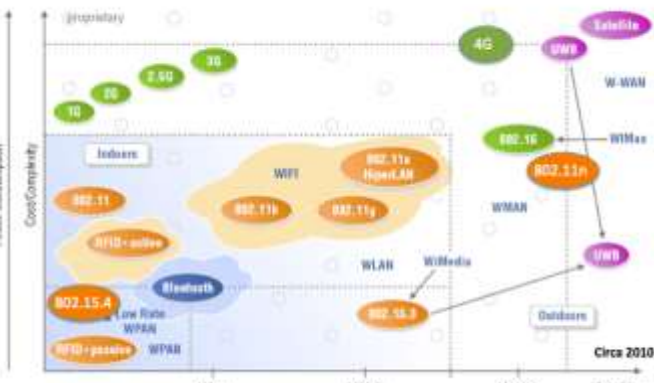 proprietary
Satellite
4G
UWB
3G
2.5G
2G
1G
W-WAN
802.16
WiMax
Indoors
802.11a
HiperLAN
WIFI
802.11n
802.11
802.11b
802.11g
WMAN
RFID-active
UWB
WLAN
WiMedia
Bluetooth
802.15.4
802.15.3
Low Rate
WPAN
Outdoors
RFID-passive
WPAN
Circa 2010
Cost/Complexity